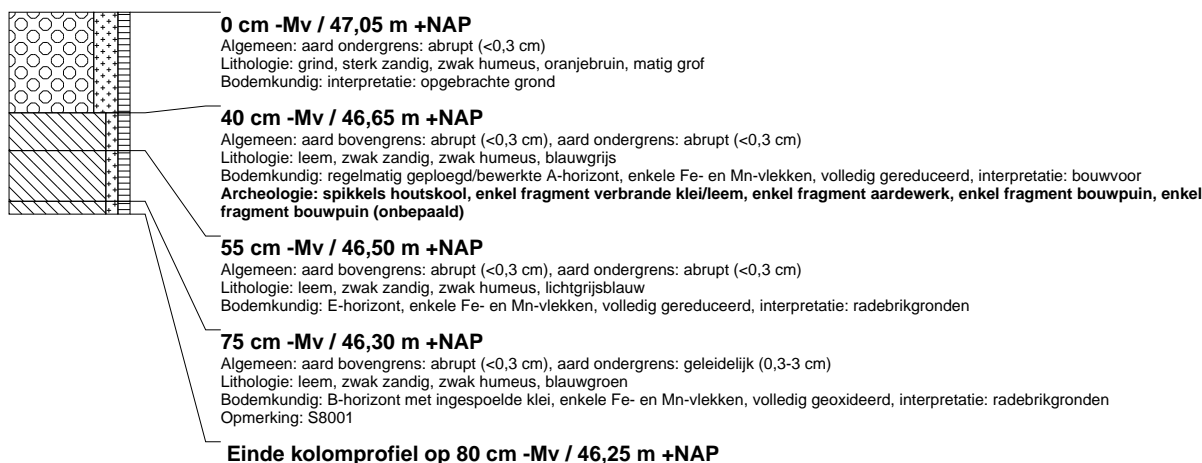 0 cm -Mv / 47,05 m +NAP
Algemeen: aard ondergrens: abrupt (<0,3 cm)
Lithologie: grind, sterk zandig, zwak humeus, oranjebruin, matig grof
Bodemkundig: interpretatie: opgebrachte grond
40 cm -Mv / 46,65 m +NAP
Algemeen: aard bovengrens: abrupt (<0,3 cm), aard ondergrens: abrupt (<0,3 cm)
Lithologie: leem, zwak zandig, zwak humeus, blauwgrijs
Bodemkundig: regelmatig geploegd/bewerkte A-horizont, enkele Fe- en Mn-vlekken, volledig gereduceerd, interpretatie: bouwvoor
Archeologie: spikkels houtskool, enkel fragment verbrande klei/leem, enkel fragment aardewerk, enkel fragment bouwpuin, enkel
fragment bouwpuin (onbepaald)
55 cm -Mv / 46,50 m +NAP
Algemeen: aard bovengrens: abrupt (<0,3 cm), aard ondergrens: abrupt (<0,3 cm)
Lithologie: leem, zwak zandig, zwak humeus, lichtgrijsblauw
Bodemkundig: E-horizont, enkele Fe- en Mn-vlekken, volledig gereduceerd, interpretatie: radebrikgronden
75 cm -Mv / 46,30 m +NAP
Algemeen: aard bovengrens: abrupt (<0,3 cm), aard ondergrens: geleidelijk (0,3-3 cm)
Lithologie: leem, zwak zandig, zwak humeus, blauwgroen
Bodemkundig: B-horizont met ingespoelde klei, enkele Fe- en Mn-vlekken, volledig geoxideerd, interpretatie: radebrikgronden
Opmerking: S8001
Einde kolomprofiel op 80 cm -Mv / 46,25 m +NAP